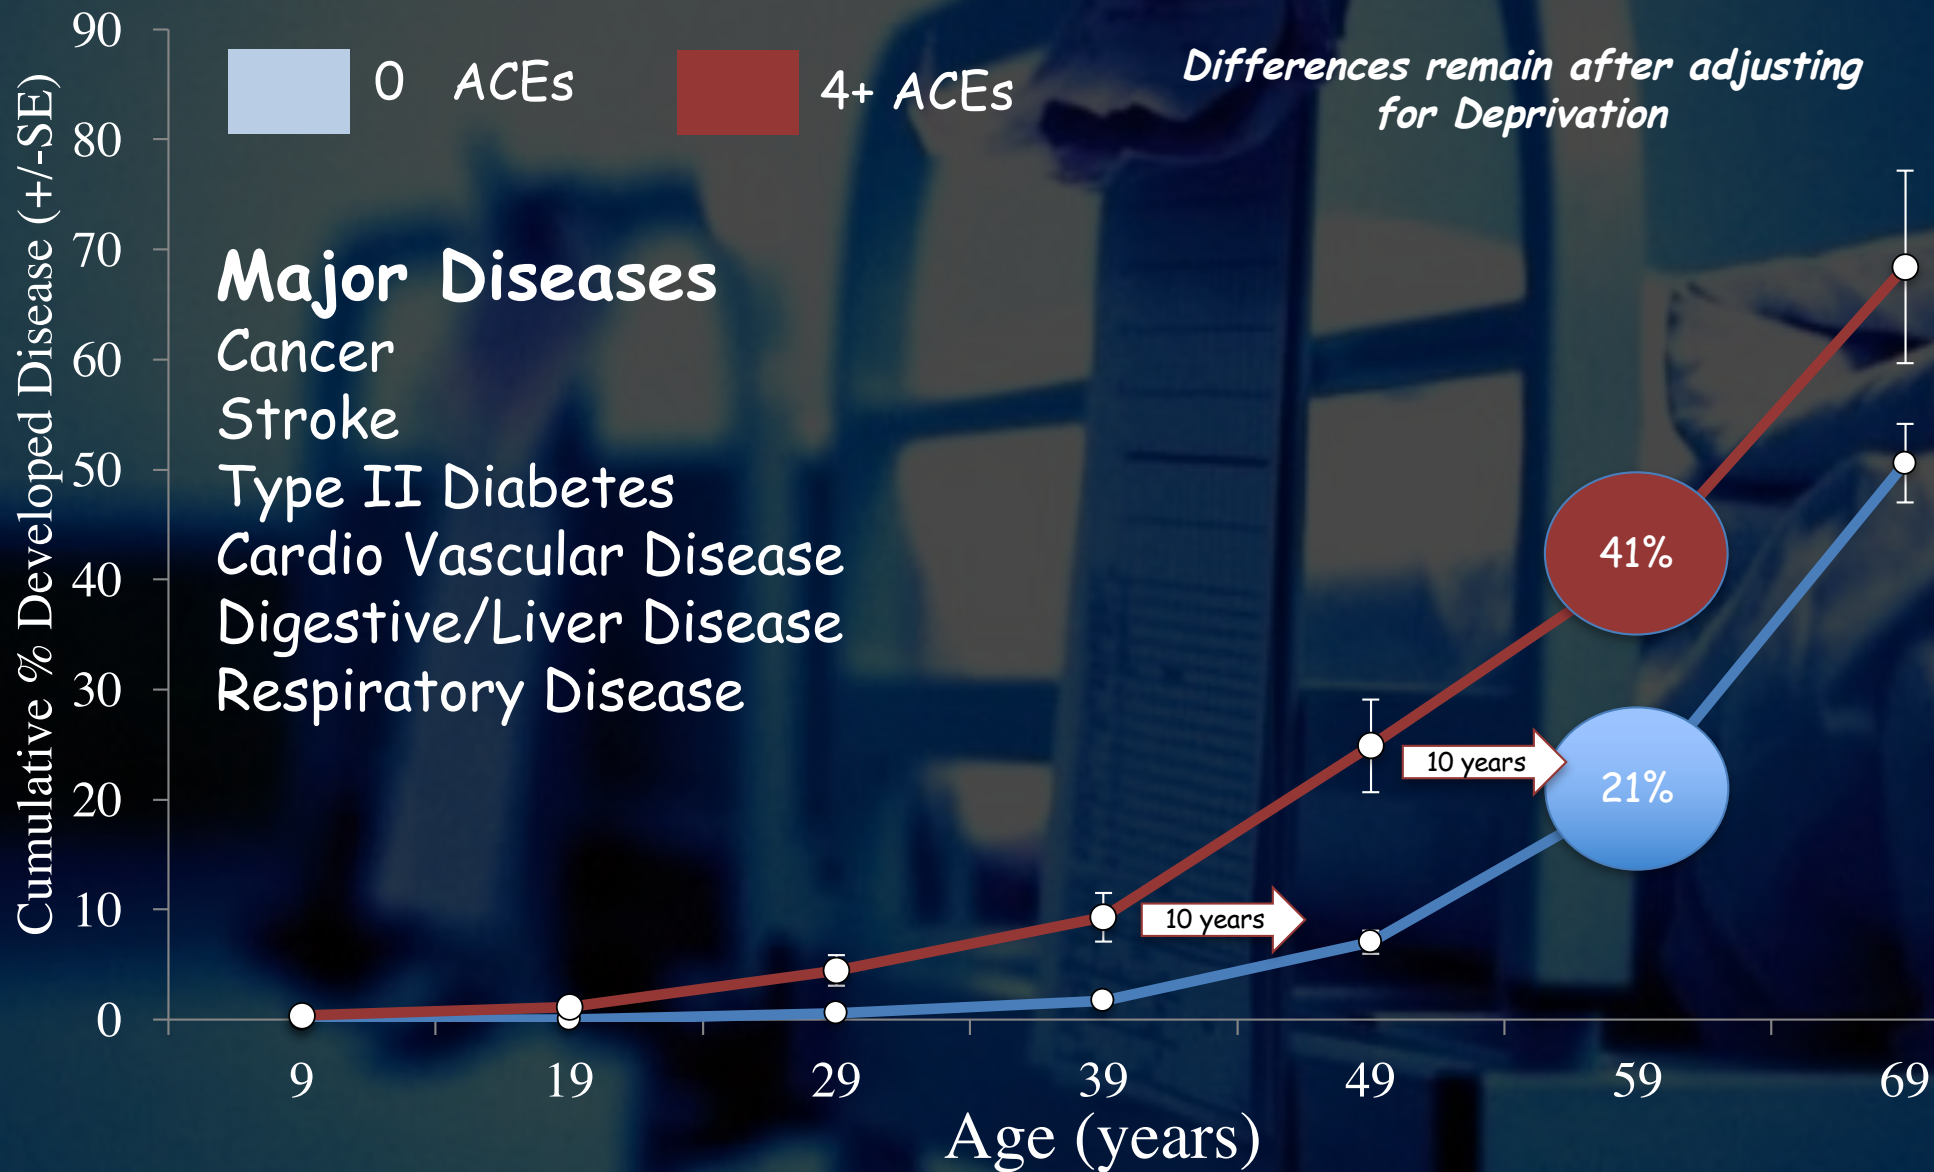 90
80
70
60
50
40
30
20
10
0
Cumulative % Developed Disease (+/-SE)
0 ACEs
4+ ACEs
Differences remain after adjusting
for Deprivation
Major Diseases
Cancer
Stroke
Type II Diabetes
Cardio Vascular Disease
Digestive/Liver Disease
Respiratory Disease
41%
10 years
21%
10 years
9 19 29 39 49 59 69
Age (years)